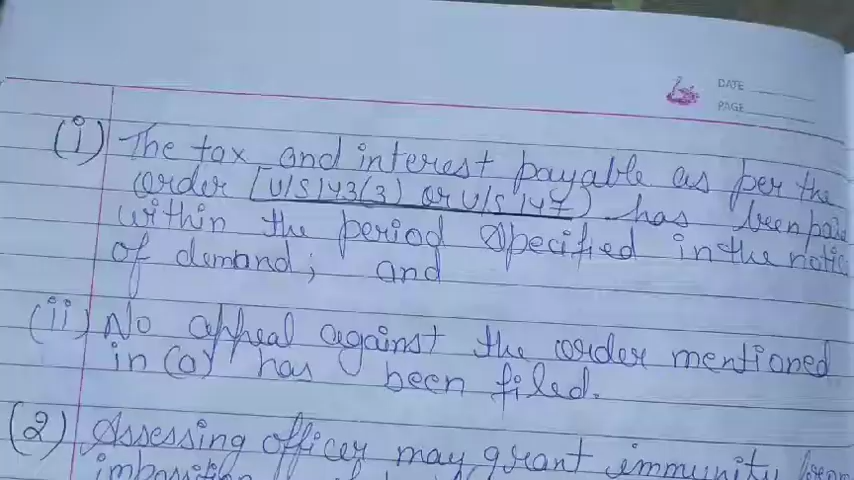 DATE
PAGE
(i) The tax and interest payable as per the
order [U/S 143(3) or U/S 147) has been paid
within the period specified in the notice
of demand; and
(ii) No appeal against the order mentioned
in (a) has been filed.
(2) Assessing officer may grant immunity from
imposition